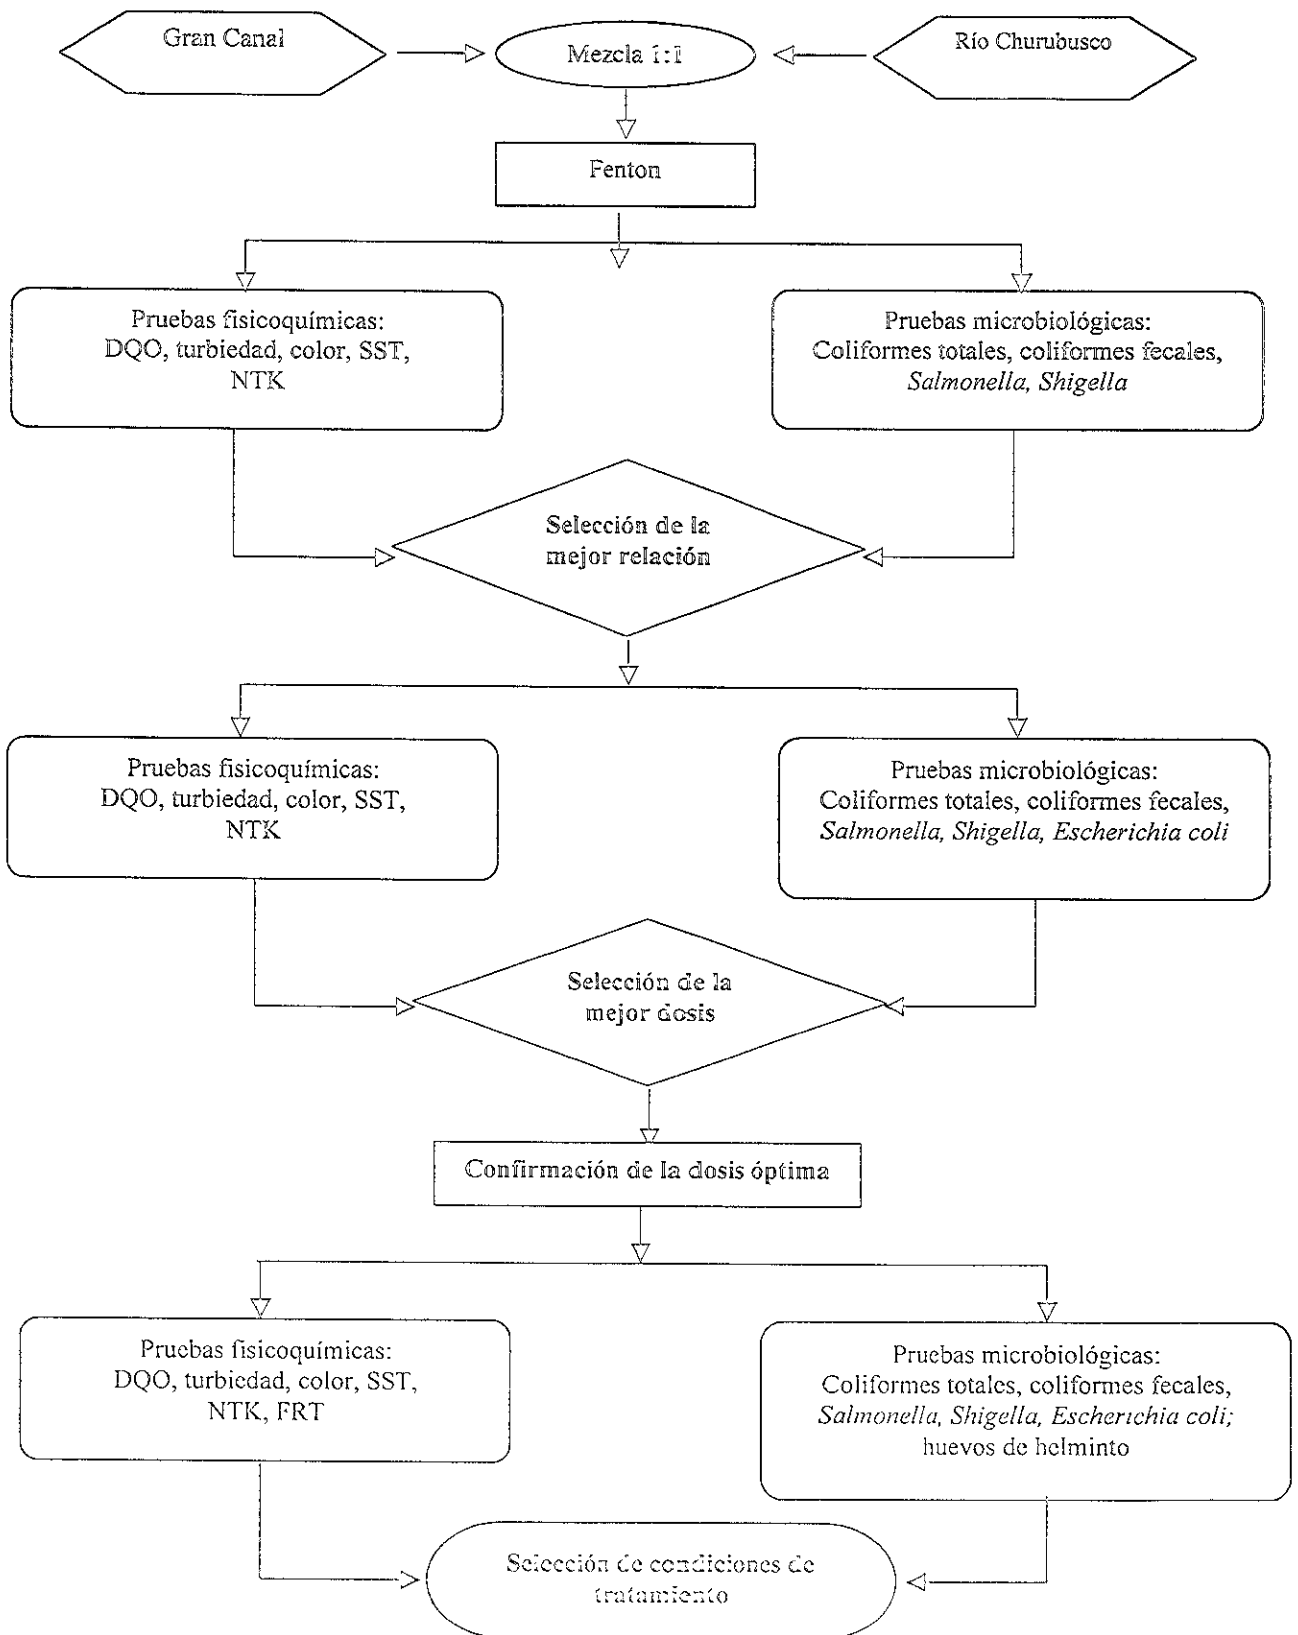 Gran Canal
Mezcla 1:1
Río Churubusco
Fenton
Pruebas fisicoquímicas:
DQO, turbiedad, color, SST,
NTK
Pruebas microbiológicas:
Coliformes totales, coliformes fecales,
Salmonella, Shigella
Selección de la
mejor relación
Pruebas fisicoquímicas:
DQO, turbiedad, color, SST,
NTK
Pruebas microbiológicas:
Coliformes totales, coliformes fecales,
Salmonella, Shigella, Escherichia coli
Selección de la
mejor dosis
Confirmación de la dosis óptima
Pruebas fisicoquímicas:
DQO, turbiedad, color, SST,
NTK, FRT
Pruebas microbiológicas:
Coliformes totales, coliformes fecales,
Salmonella, Shigella, Escherichia coli;
huevos de helminto
Selección de condiciones de
tratamiento